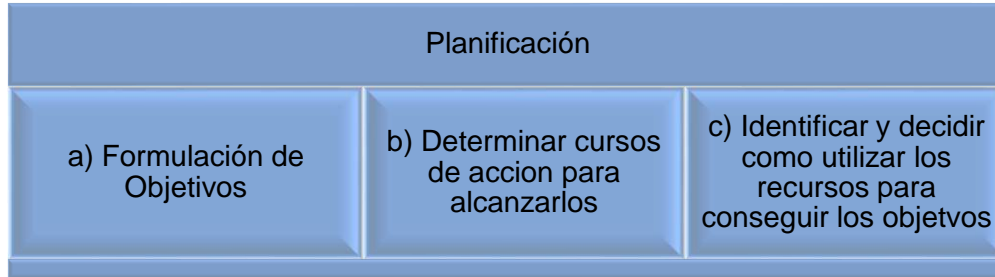 Planificación
a) Formulación de
Objetivos
b) Determinar cursos
de accion para
alcanzarlos
c) Identificar y decidir
como utilizar los
recursos para
conseguir los objetvos